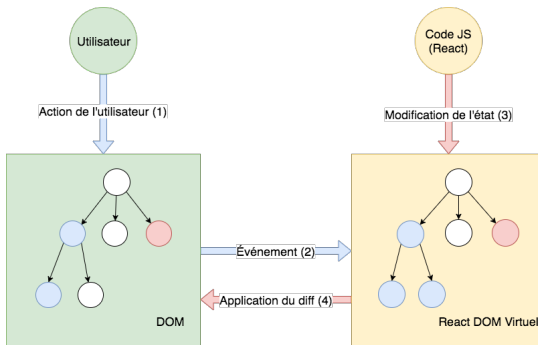 Utilisateur
Code JS
(React)
Action de l'utilisateur (1)
Modification de l'état (3)
Événement (2)
Application du diff (4)
DOM
React DOM Virtuel